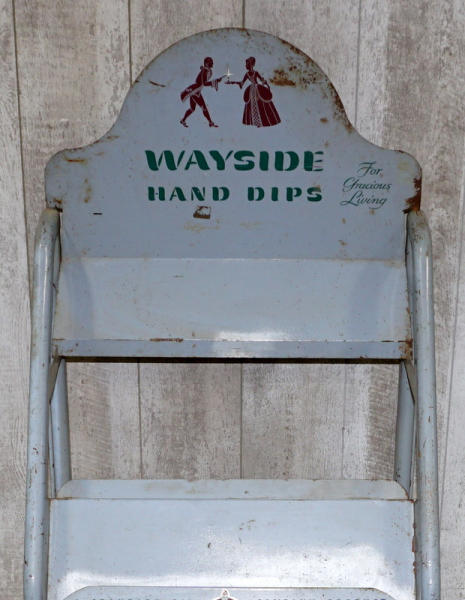 WAYSIDE
HAND DIPS
For
Gracious
Living